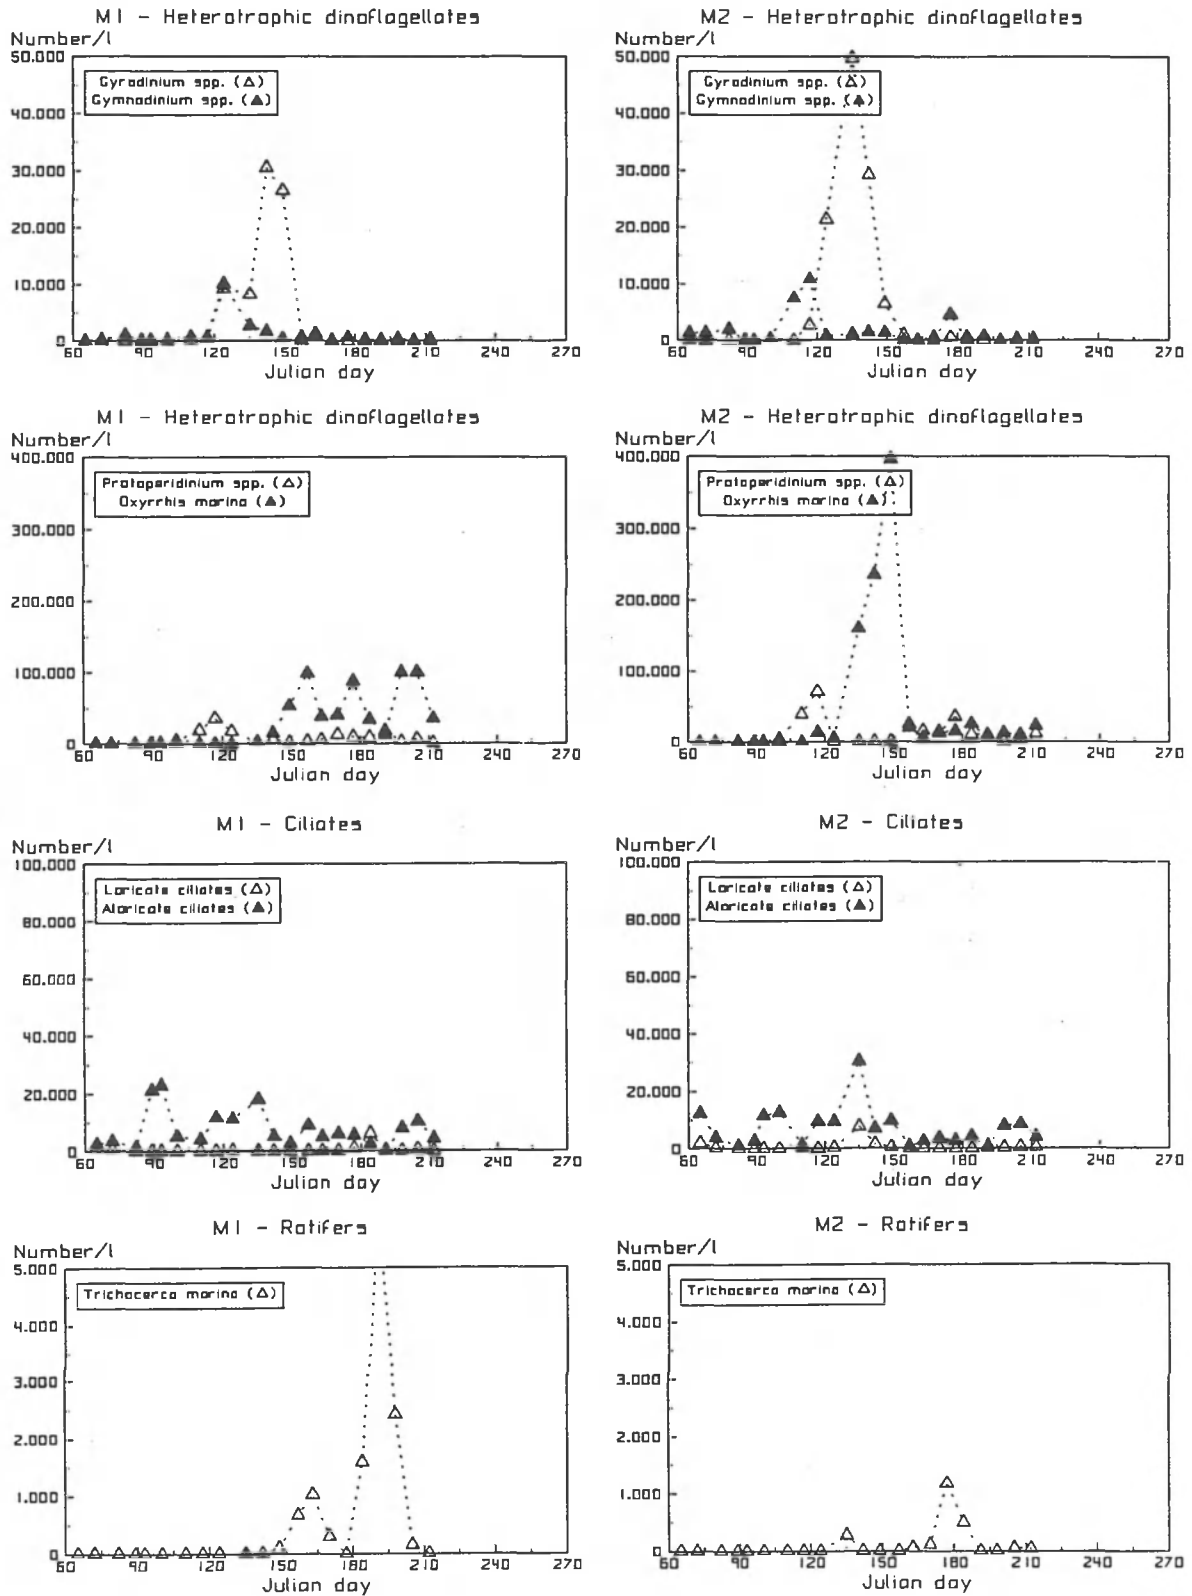 M1 - Heterotrophic dinoflagellates
Number/l
50.000
40.000
30.000
20.000
10.000
0
Gyrodinium spp. (△)
Gymnodinium spp. (▲)
60 90 120 150 180 210 240 270
Julian day
M2 - Heterotrophic dinoflagellates
Number/l
50.000
40.000
30.000
20.000
10.000
0
Gyrodinium spp. (△)
Gymnodinium spp. (▲)
60 90 120 150 180 210 240 270
Julian day
M1 - Heterotrophic dinoflagellates
Number/l
400.000
300.000
200.000
100.000
0
Protoperidinium spp. (△)
Oxyrrhis marina (▲)
60 90 120 150 180 210 240 270
Julian day
M2 - Heterotrophic dinoflagellates
Number/l
400.000
300.000
200.000
100.000
0
Protoperidinium spp. (△)
Oxyrrhis marina (▲)
60 90 120 150 180 210 240 270
Julian day
M1 - Ciliates
Number/l
100.000
80.000
60.000
40.000
20.000
0
Loricate ciliates (△)
Aloricate ciliates (▲)
60 90 120 150 180 210 240 270
Julian day
M2 - Ciliates
Number/l
100.000
80.000
60.000
40.000
20.000
0
Loricate ciliates (△)
Aloricate ciliates (▲)
60 90 120 150 180 210 240 270
Julian day
M1 - Rotifers
Number/l
5.000
4.000
3.000
2.000
1.000
0
Trichocerca marina (△)
60 90 120 150 180 210 240 270
Julian day
M2 - Rotifers
Number/l
5.000
4.000
3.000
2.000
1.000
0
Trichocerca marina (△)
60 90 120 150 180 210 240 270
Julian day